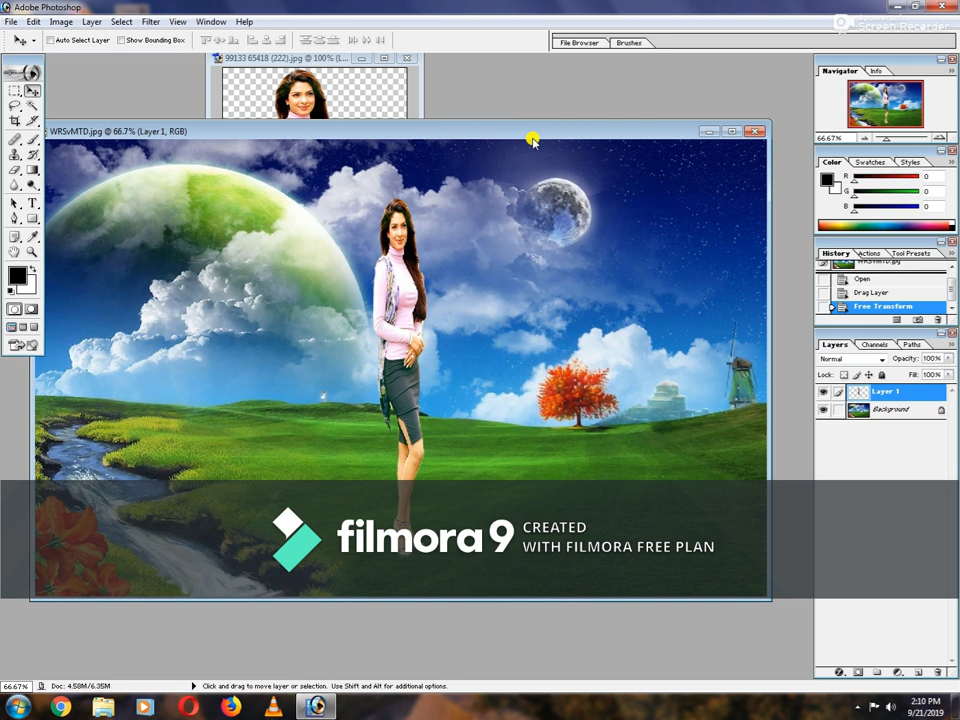 Adobe Photoshop
File Edit Image Layer Select Filter View Window Help
Screen Recorder
Auto Select Layer Show Bounding Box
File Browser Brushes
99133 65418 (222).jpg @ 100% (L...
WRSvMTD.jpg @ 66.7% (Layer 1, RGB)
Navigator Info
66.67%
Color Swatches Styles
R 0
G 0
B 0
History Actions Tool Presets
WRSvMTD.jpg
Open
Drag Layer
Free Transform
Layers Channels Paths
Normal Opacity: 100%
Lock: Fill: 100%
Layer 1
Background
filmora 9 CREATED
WITH FILMORA FREE PLAN
66.67% Doc: 4.58M/6.35M Click and drag to move layer or selection. Use Shift and Alt for additional options.
2:10 PM
9/21/2019